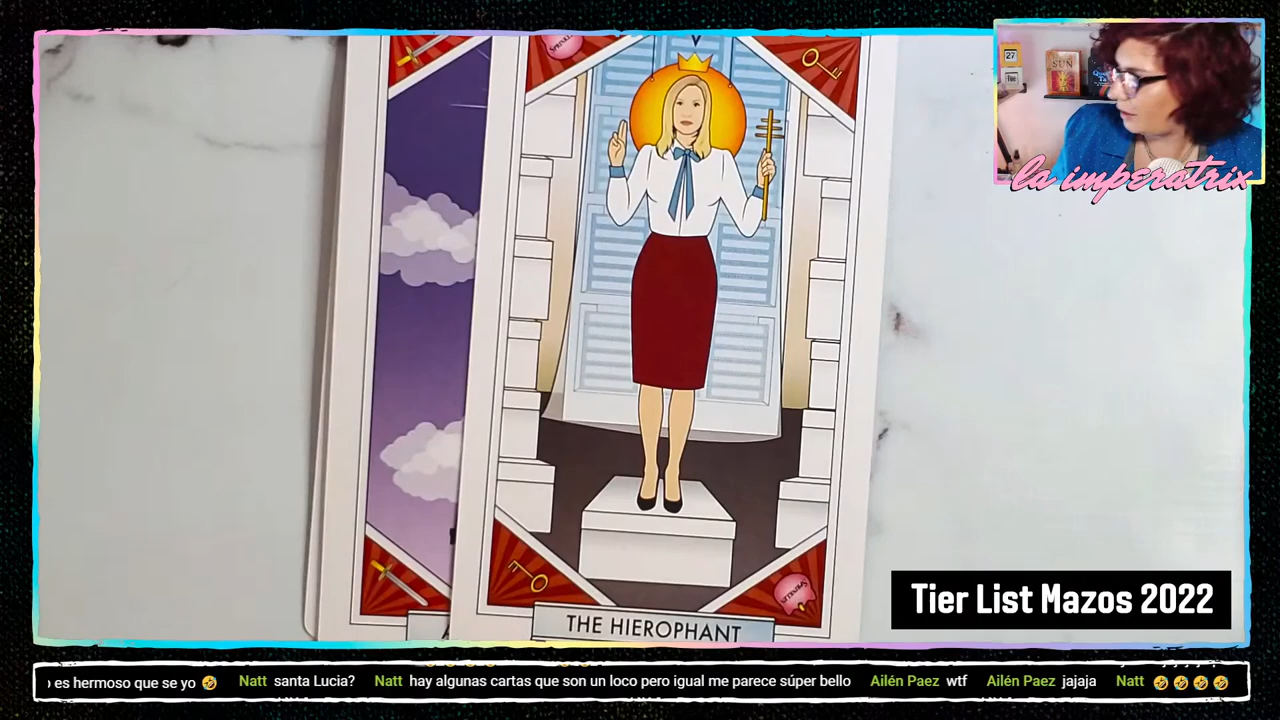 V
THE HIEROPHANT
27
SUN
la imperatrix
Tier List Mazos 2022
es hermoso que se yo 🤣 Natt santa Lucia? Natt hay algunas cartas que son un loco pero igual me parece súper bello Ailén Paez wtf Ailén Paez jajaja Natt 🤣🤣🤣🤣